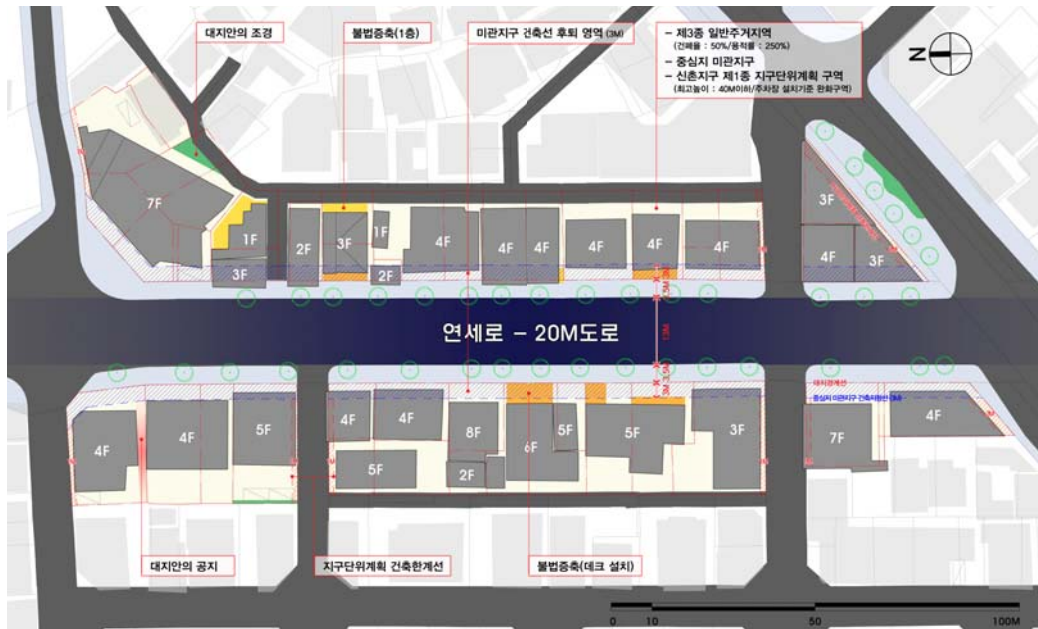 대지안의 조경
불법증축(1층)
미관지구 건축선 후퇴 영역 (3M)
– 제3종 일반주거지역
(건폐율 : 50%/용적률 : 250%)
– 중심지 미관지구
– 신촌지구 제1종 지구단위계획 구역
(최고높이 : 40M이하/주차장 설치기준 완화구역)
N
7F
1F
3F
2F
3F
1F
2F
4F
4F
4F
4F
4F
4F
3F
4F
3F
연세로 – 20M도로
13M
3M
3.5M
대지경계선
중심지 미관지구 건축지정선 (3M)
4F
4F
5F
4F
4F
5F
8F
2F
6F
5F
5F
3F
7F
4F
대지안의 공지
지구단위계획 건축한계선
불법증축(데크 설치)
0
10
50
100M